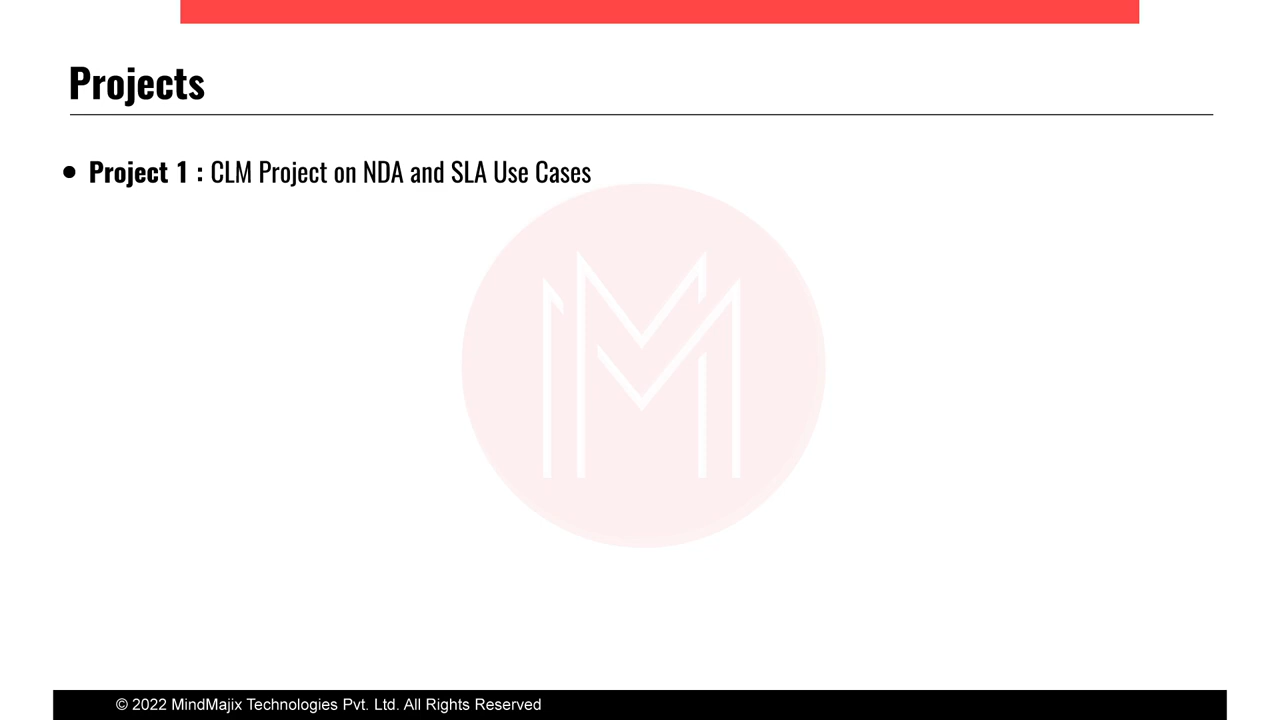 Projects
● Project 1 : CLM Project on NDA and SLA Use Cases
© 2022 MindMajix Technologies Pvt. Ltd. All Rights Reserved